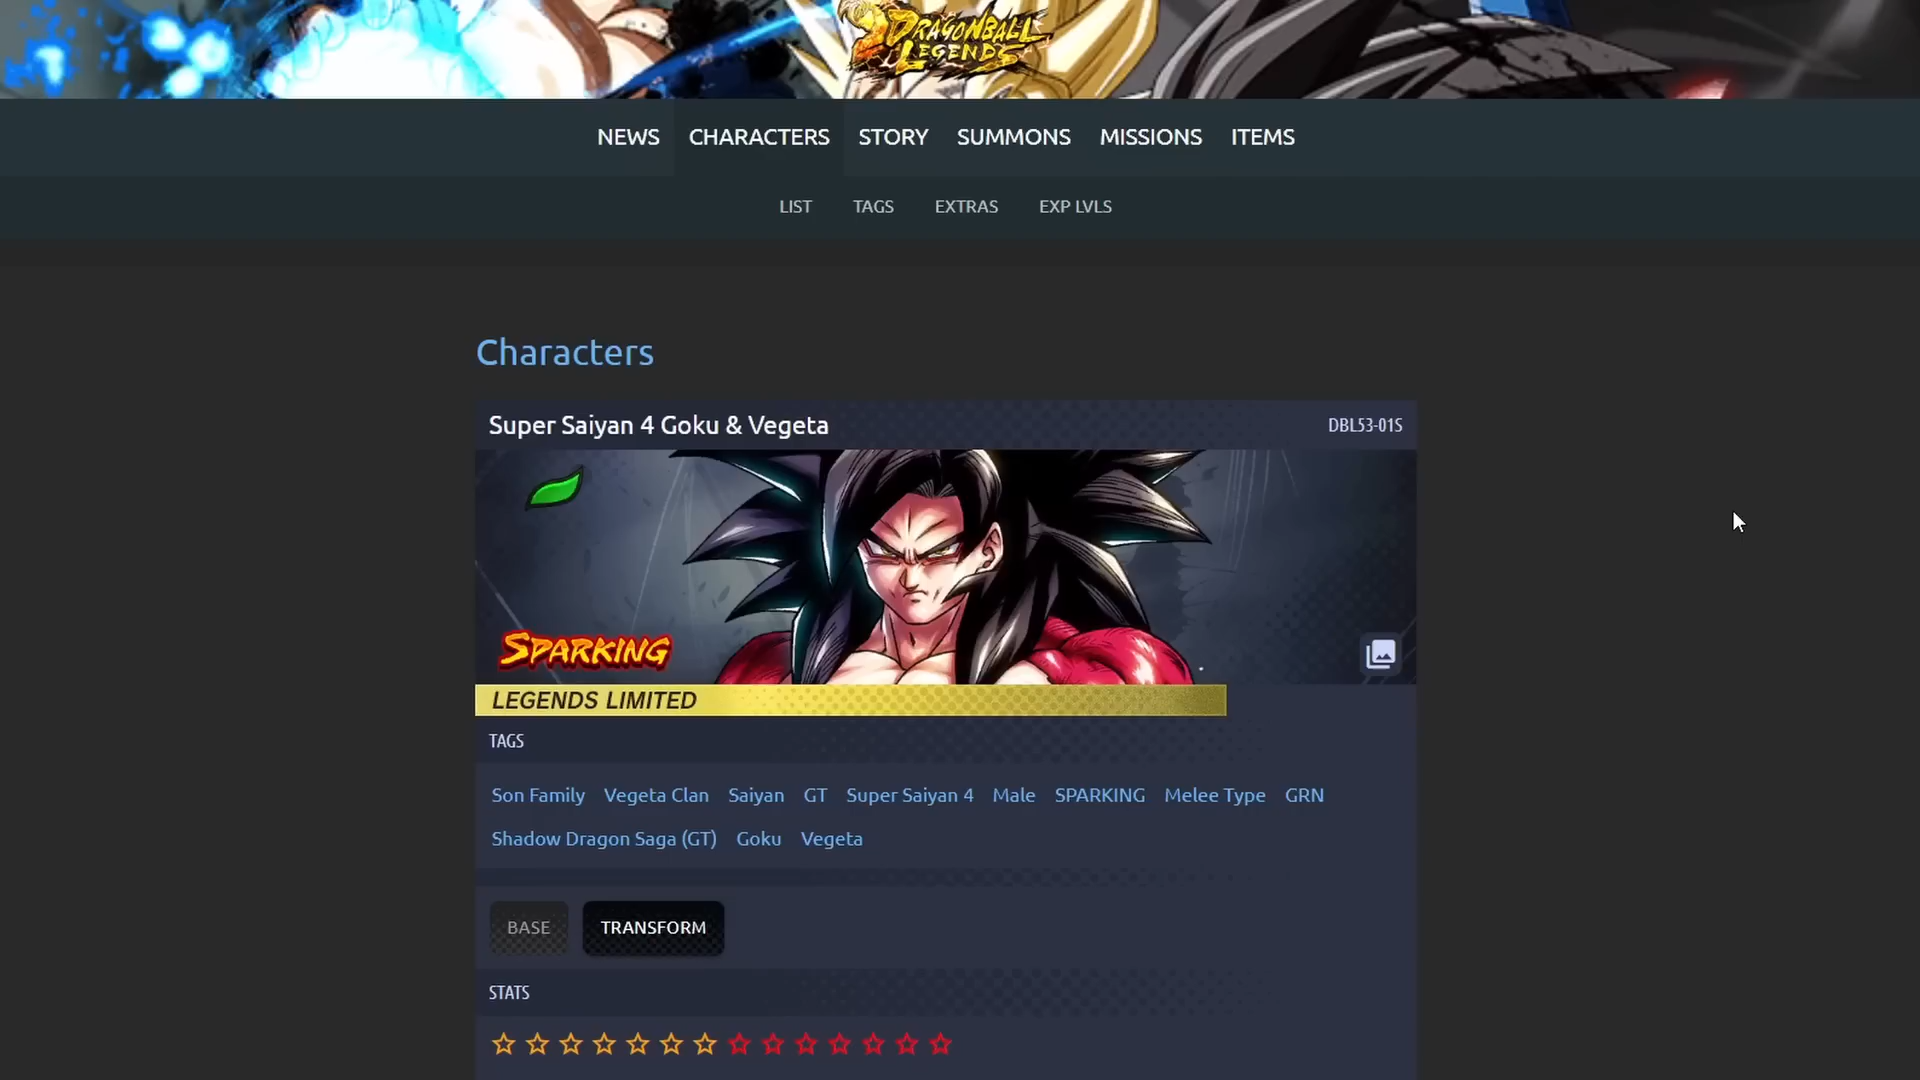 DRAGONBALL
LEGENDS
NEWS CHARACTERS STORY SUMMONS MISSIONS ITEMS
LIST TAGS EXTRAS EXP LVLS
Characters
Super Saiyan 4 Goku & Vegeta DBL53-01S
SPARKING
LEGENDS LIMITED
TAGS
Son Family Vegeta Clan Saiyan GT Super Saiyan 4 Male SPARKING Melee Type GRN
Shadow Dragon Saga (GT) Goku Vegeta
BASE TRANSFORM
STATS